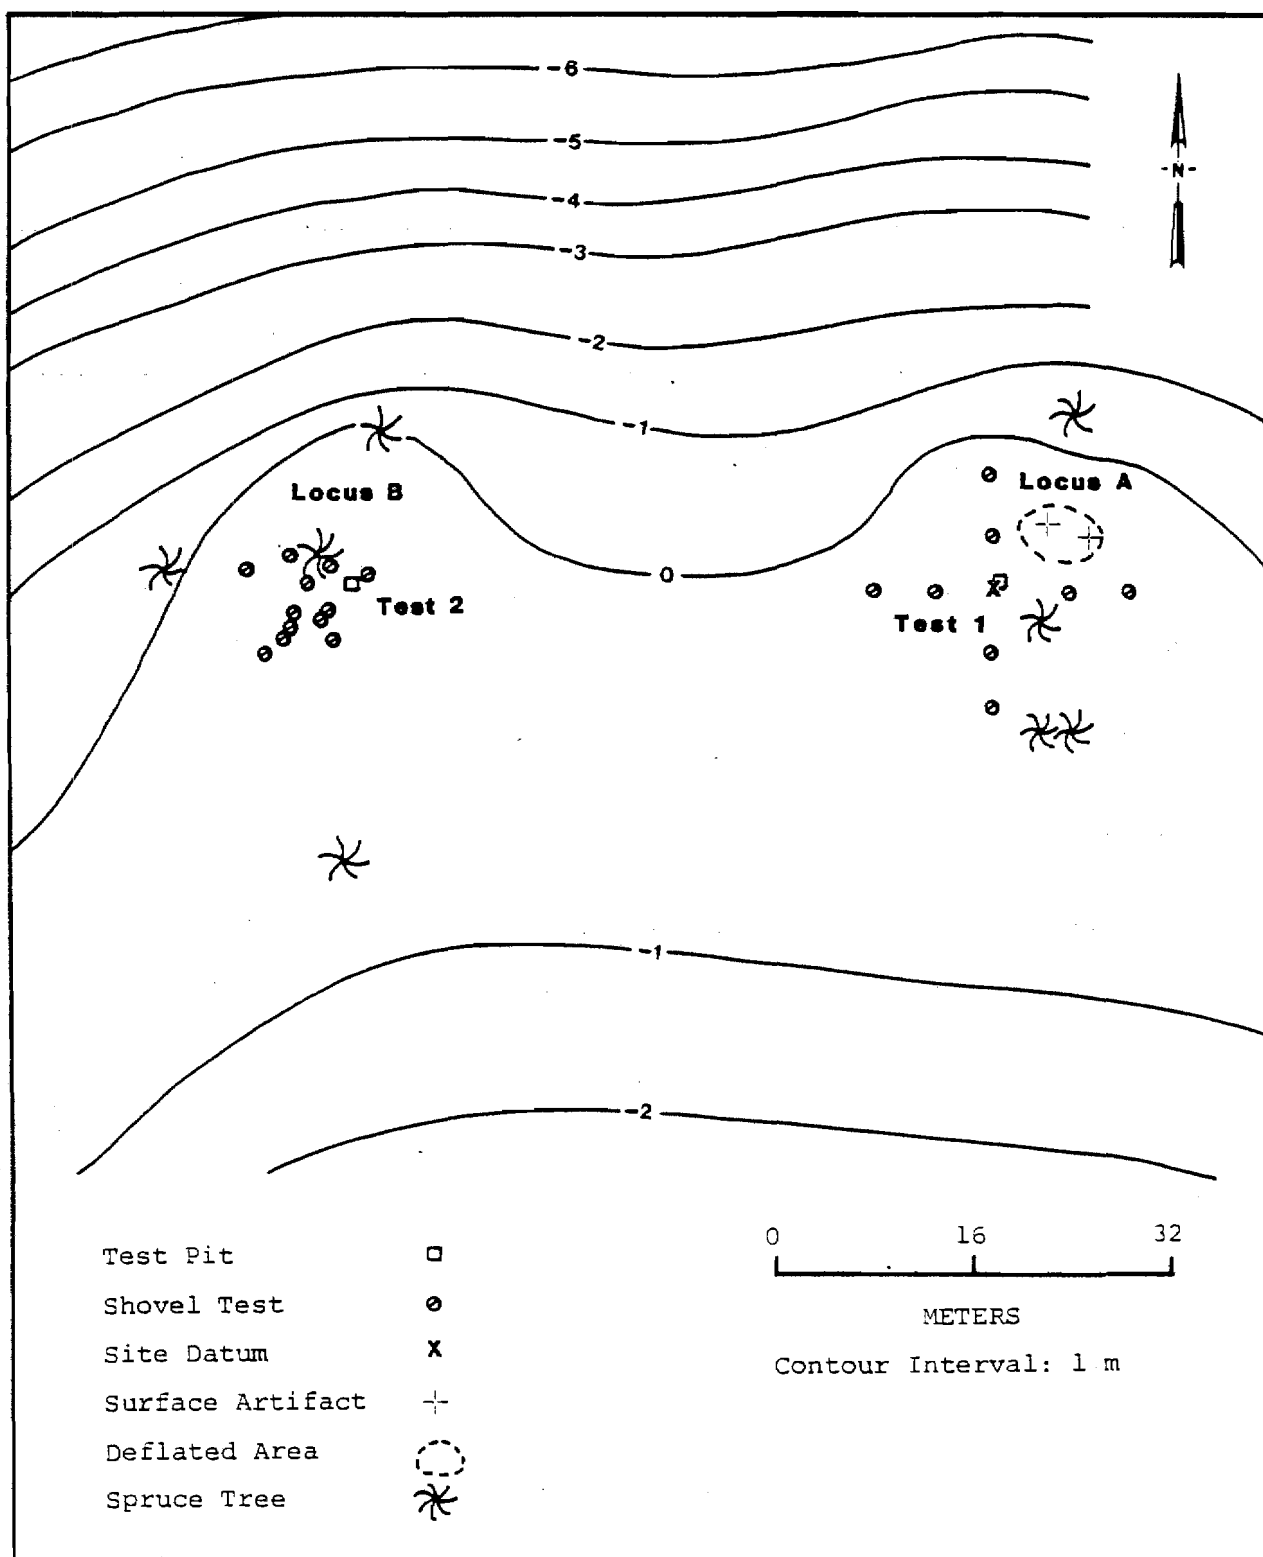 -6
-5
-N-
-4
-3
-2
-1
Locus B
Locus A
0
Test 2
Test 1
-1
-2
Test Pit
Shovel Test
Site Datum
X
Surface Artifact
Deflated Area
Spruce Tree
0 16 32
METERS
Contour Interval: 1 m